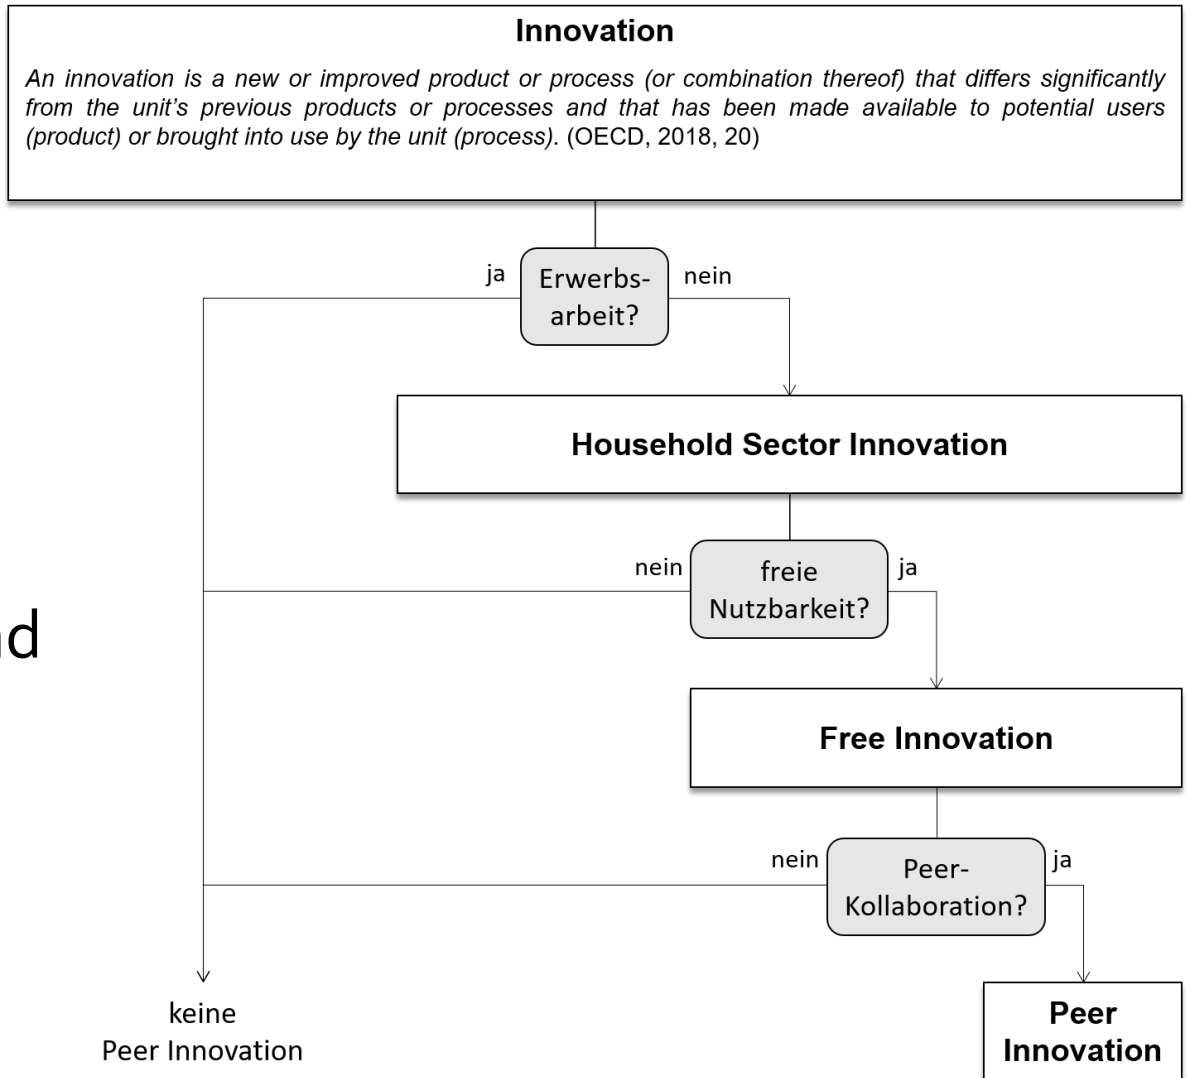 Innovation
An innovation is a new or improved product or process (or combination thereof) that differs significantly
from the unit's previous products or processes and that has been made available to potential users
(product) or brought into use by the unit (process). (OECD, 2018, 20)
ja
Erwerbs-
arbeit?
nein
Household Sector Innovation
nein
freie
Nutzbarkeit?
ja
Free Innovation
nein
Peer-
Kollaboration?
ja
keine
Peer Innovation
Peer
Innovation